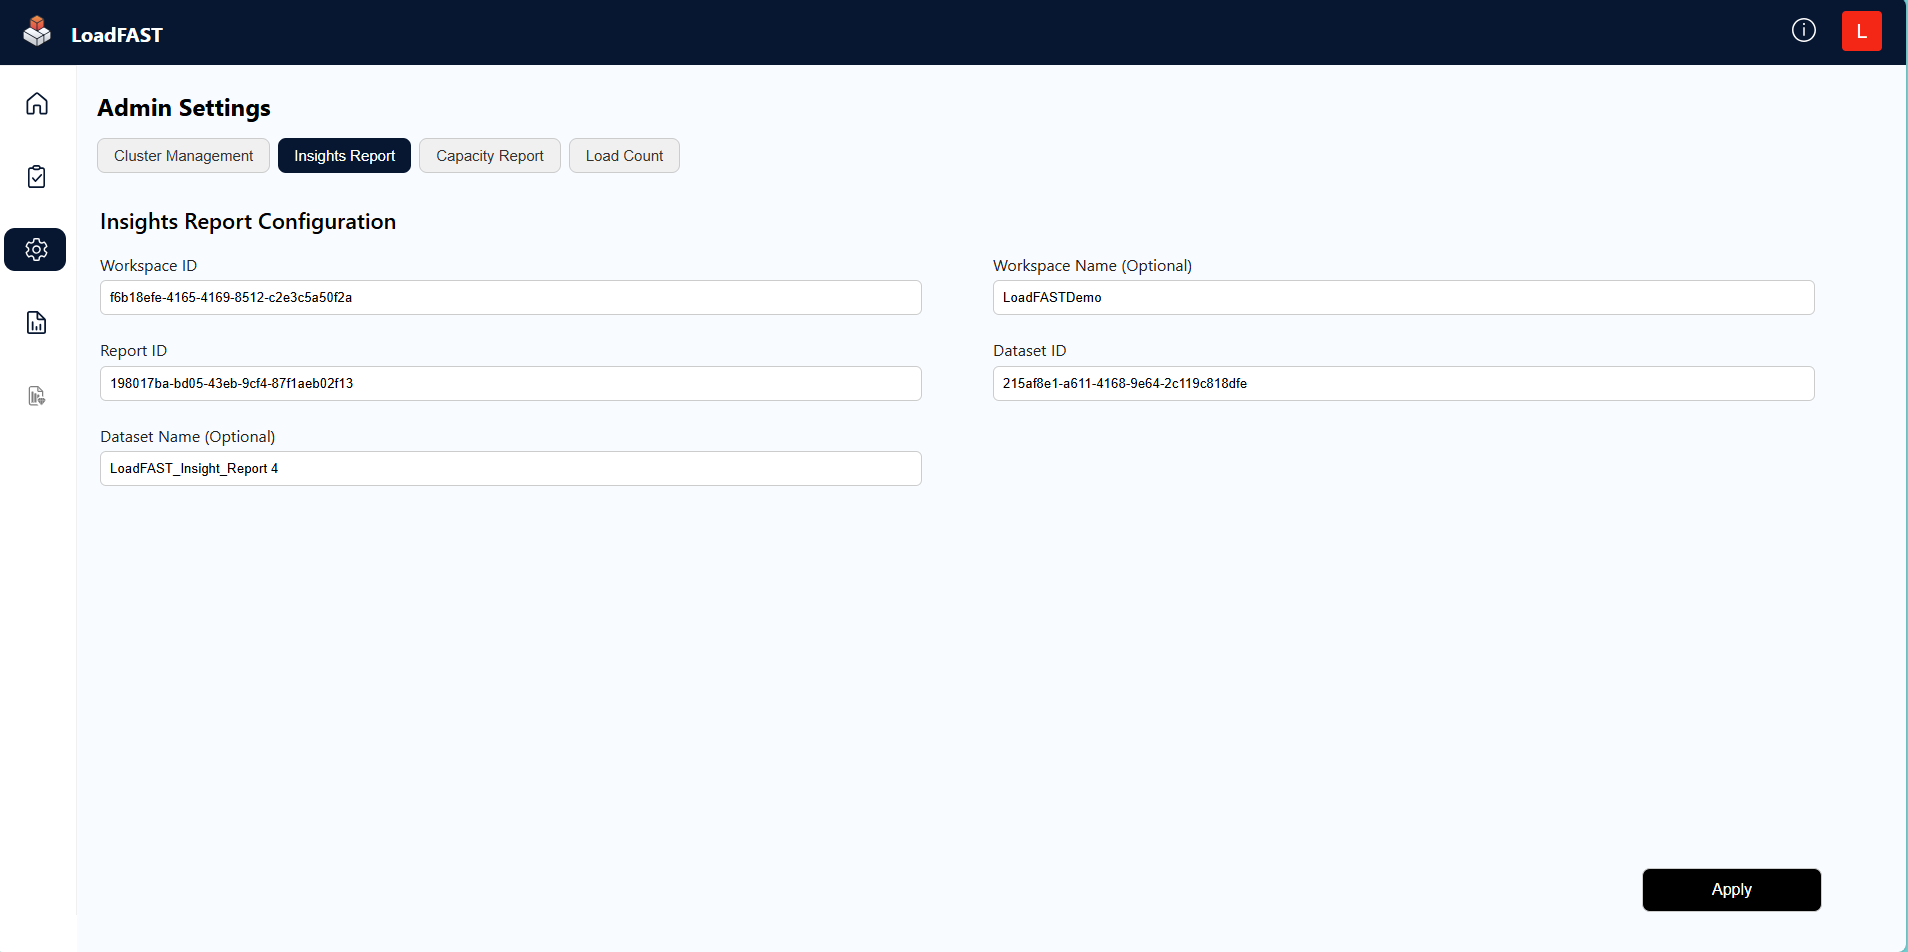 LoadFAST
L
Admin Settings
Cluster Management
Insights Report
Capacity Report
Load Count
Insights Report Configuration
Workspace ID
f6b18efe-4165-4169-8512-c2e3c5a50f2a
Workspace Name (Optional)
LoadFASTDemo
Report ID
198017ba-bd05-43eb-9cf4-87f1aeb02f13
Dataset ID
215af8e1-a611-4168-9e64-2c119c818dfe
Dataset Name (Optional)
LoadFAST_Insight_Report 4
Apply